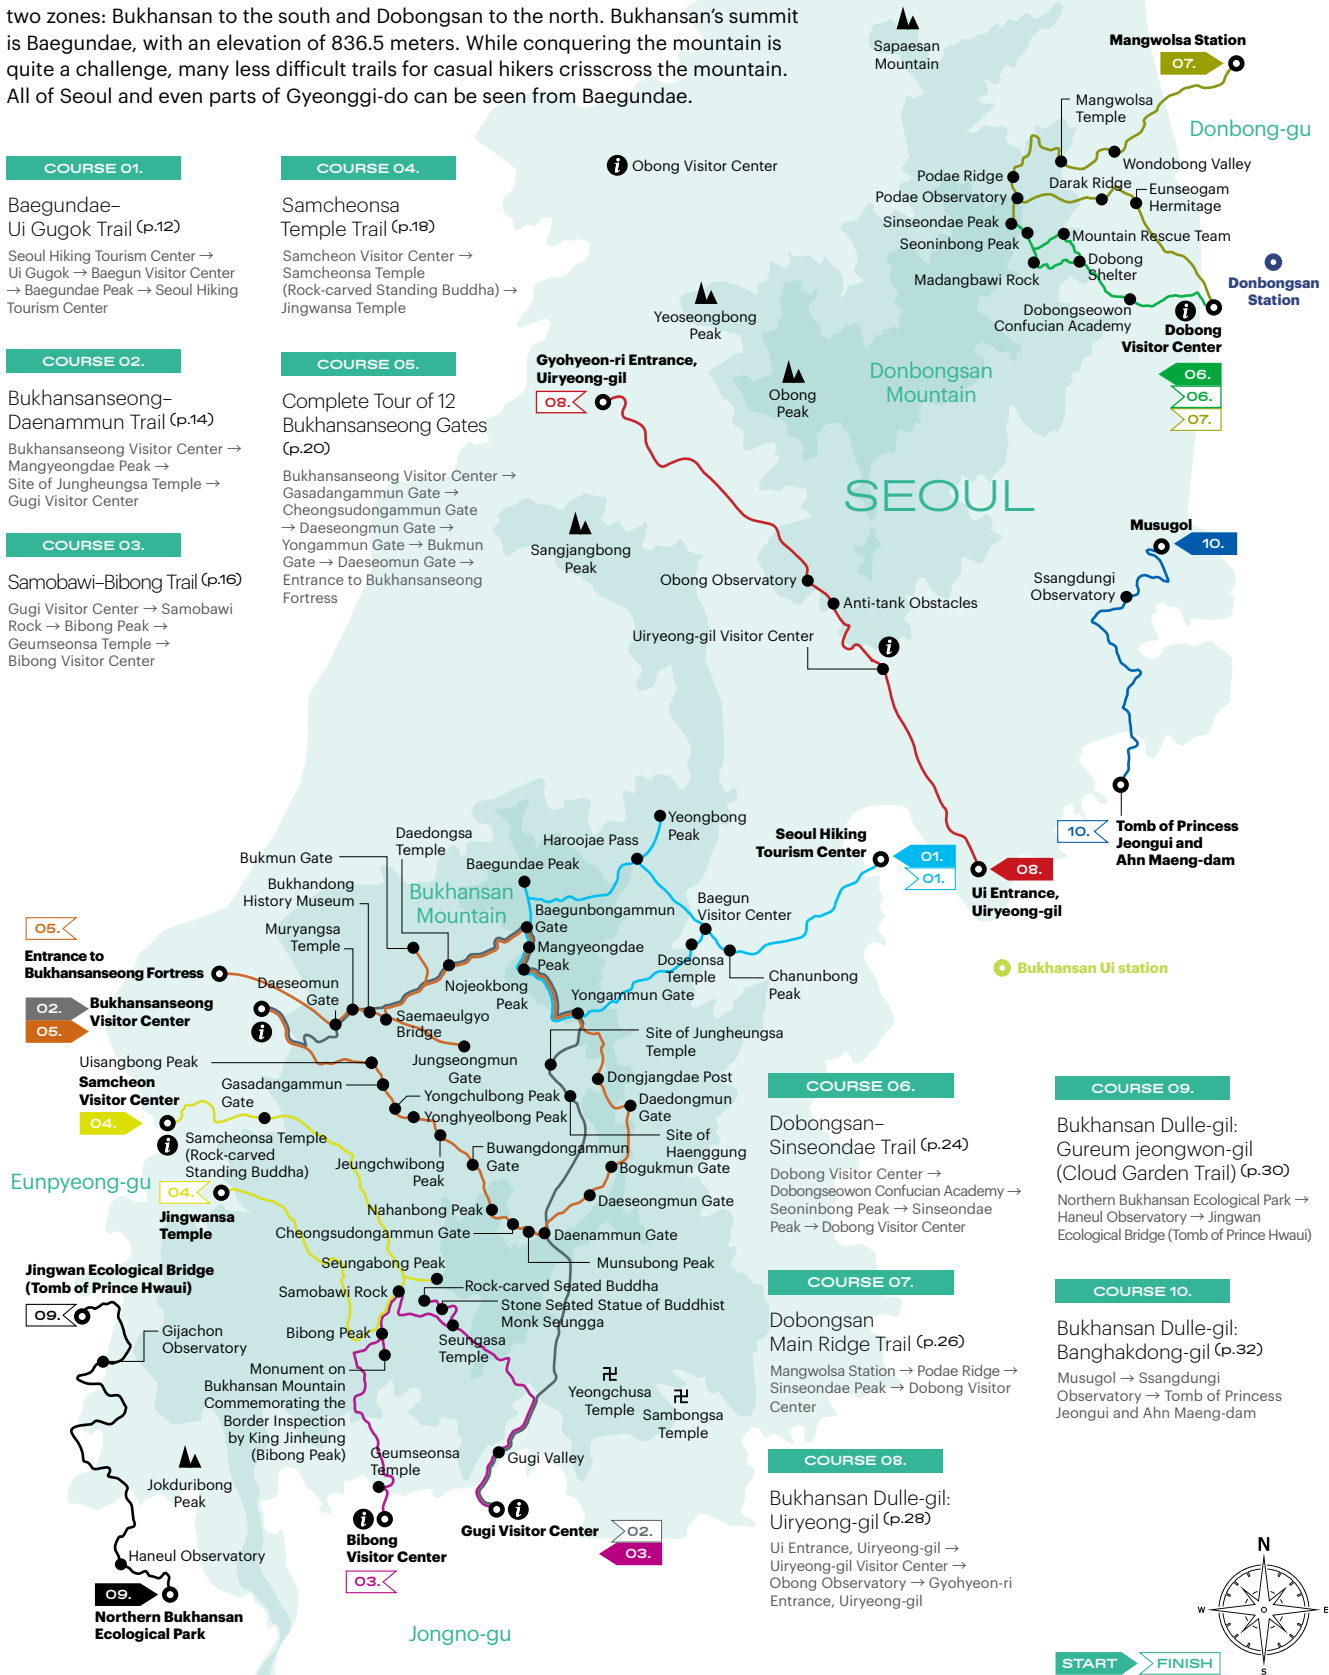 two zones: Bukhansan to the south and Dobongsan to the north. Bukhansan’s summit
is Baegundae, with an elevation of 836.5 meters. While conquering the mountain is
quite a challenge, many less difficult trails for casual hikers crisscross the mountain.
All of Seoul and even parts of Gyeonggi-do can be seen from Baegundae.
COURSE 01.
Baegundae–
Ui Gugok Trail (p.12)
Seoul Hiking Tourism Center →
Ui Gugok → Baegun Visitor Center
→ Baegundae Peak → Seoul Hiking
Tourism Center
COURSE 02.
Bukhansanseong–
Daenammun Trail (p.14)
Bukhansanseong Visitor Center →
Mangyeongdae Peak →
Site of Jungheungsa Temple →
Gugi Visitor Center
COURSE 03.
Samobawi–Bibong Trail (p.16)
Gugi Visitor Center → Samobawi
Rock → Bibong Peak →
Geumseonsa Temple →
Bibong Visitor Center
COURSE 04.
Samcheonsa
Temple Trail (p.18)
Samcheon Visitor Center →
Samcheonsa Temple
(Rock-carved Standing Buddha) →
Jingwansa Temple
COURSE 05.
Complete Tour of 12
Bukhansanseong Gates
(p.20)
Bukhansanseong Visitor Center →
Gasadangammun Gate →
Cheongsudongammun Gate
→ Daeseongmun Gate →
Yongammun Gate → Bukmun
Gate → Daeseomun Gate →
Entrance to Bukhansanseong
Fortress
Sapaesan
Mountain
Mangwolsa Station
07.
Mangwolsa
Temple
Donbong-gu
i Obong Visitor Center
Wondobong Valley
Podae Ridge
Darak Ridge
Podae Observatory
Eunseogam
Hermitage
Sinseondae Peak
Seoninbong Peak
Mountain Rescue Team
Dobong
Shelter
Madangbawi Rock
Donbongsan
Station
Dobongseowon
Confucian Academy
i
Dobong
Visitor Center
06.
06.
07.
Yeoseongbong
Peak
Obong
Peak
Donbongsan
Mountain
Gyohyeon-ri Entrance,
Uiryeong-gil
08.
SEOUL
Sangjangbong
Peak
Musugol
10.
Ssangdungi
Observatory
Obong Observatory
Anti-tank Obstacles
Uiryeong-gil Visitor Center
i
10.
Tomb of Princess
Jeongui and
Ahn Maeng-dam
Yeongbong
Peak
Haroojae Pass
Seoul Hiking
Tourism Center
01.
01.
08.
Ui Entrance,
Uiryeong-gil
Daedongsa
Temple
Bukmun Gate
Baegundae Peak
Bukhandong
History Museum
Bukhansan
Mountain
Muryangsa
Temple
Baegunbongammun
Gate
Baegun
Visitor Center
Mangyeongdae
Peak
05.
Entrance to
Bukhansanseong Fortress
Daeseomun
Gate
Nojeokbong
Peak
Doseonsa
Temple
Chanunbong
Peak
Bukhansan Ui station
02.
05.
Bukhansanseong
Visitor Center
i
Yongammun Gate
Saemaeulgyo
Bridge
Site of Jungheungsa
Temple
Uisangbong Peak
Jungseongmun
Gate
Samcheon
Visitor Center
04.
i
Gasadangammun
Gate
Yongchulbong Peak
Dongjangdae Post
Daedongmun
Gate
Yonghyeolbong Peak
Samcheonsa Temple
(Rock-carved
Standing Buddha)
Site of
Haenggung
Buwangdongammun
Gate
Jeungchwibong
Peak
Bogukmun Gate
Eunpyeong-gu
04.
Jingwansa
Temple
Daeseongmun Gate
Nahanbong Peak
Cheongsudongammun Gate
Daenammun Gate
Munsubong Peak
Seungabong Peak
Jingwan Ecological Bridge
(Tomb of Prince Hwaui)
09.
Samobawi Rock
Rock-carved Seated Buddha
Stone Seated Statue of Buddhist
Monk Seungga
Bibong Peak
Seungasa
Temple
Gijachon
Observatory
Monument on
Bukhansan Mountain
Commemorating the
Border Inspection
by King Jinheung
(Bibong Peak)
Yeongchusa
Temple
Sambongsa
Temple
Geumseonsa
Temple
Gugi Valley
Jokduribong
Peak
i
Bibong
Visitor Center
03.
i
Gugi Visitor Center
02.
03.
Haneul Observatory
09.
Northern Bukhansan
Ecological Park
Jongno-gu
COURSE 06.
Dobongsan–
Sinseondae Trail (p.24)
Dobong Visitor Center →
Dobongseowon Confucian Academy →
Seoninbong Peak → Sinseondae
Peak → Dobong Visitor Center
COURSE 07.
Dobongsan
Main Ridge Trail (p.26)
Mangwolsa Station → Podae Ridge →
Sinseondae Peak → Dobong Visitor
Center
COURSE 08.
Bukhansan Dulle-gil:
Uiryeong-gil (p.28)
Ui Entrance, Uiryeong-gil →
Uiryeong-gil Visitor Center →
Obong Observatory → Gyohyeon-ri
Entrance, Uiryeong-gil
COURSE 09.
Bukhansan Dulle-gil:
Gureum jeongwon-gil
(Cloud Garden Trail) (p.30)
Northern Bukhansan Ecological Park →
Haneul Observatory → Jingwan
Ecological Bridge (Tomb of Prince Hwaui)
COURSE 10.
Bukhansan Dulle-gil:
Banghakdong-gil (p.32)
Musugol → Ssangdungi
Observatory → Tomb of Princess
Jeongui and Ahn Maeng-dam
N
W
E
S
START
FINISH